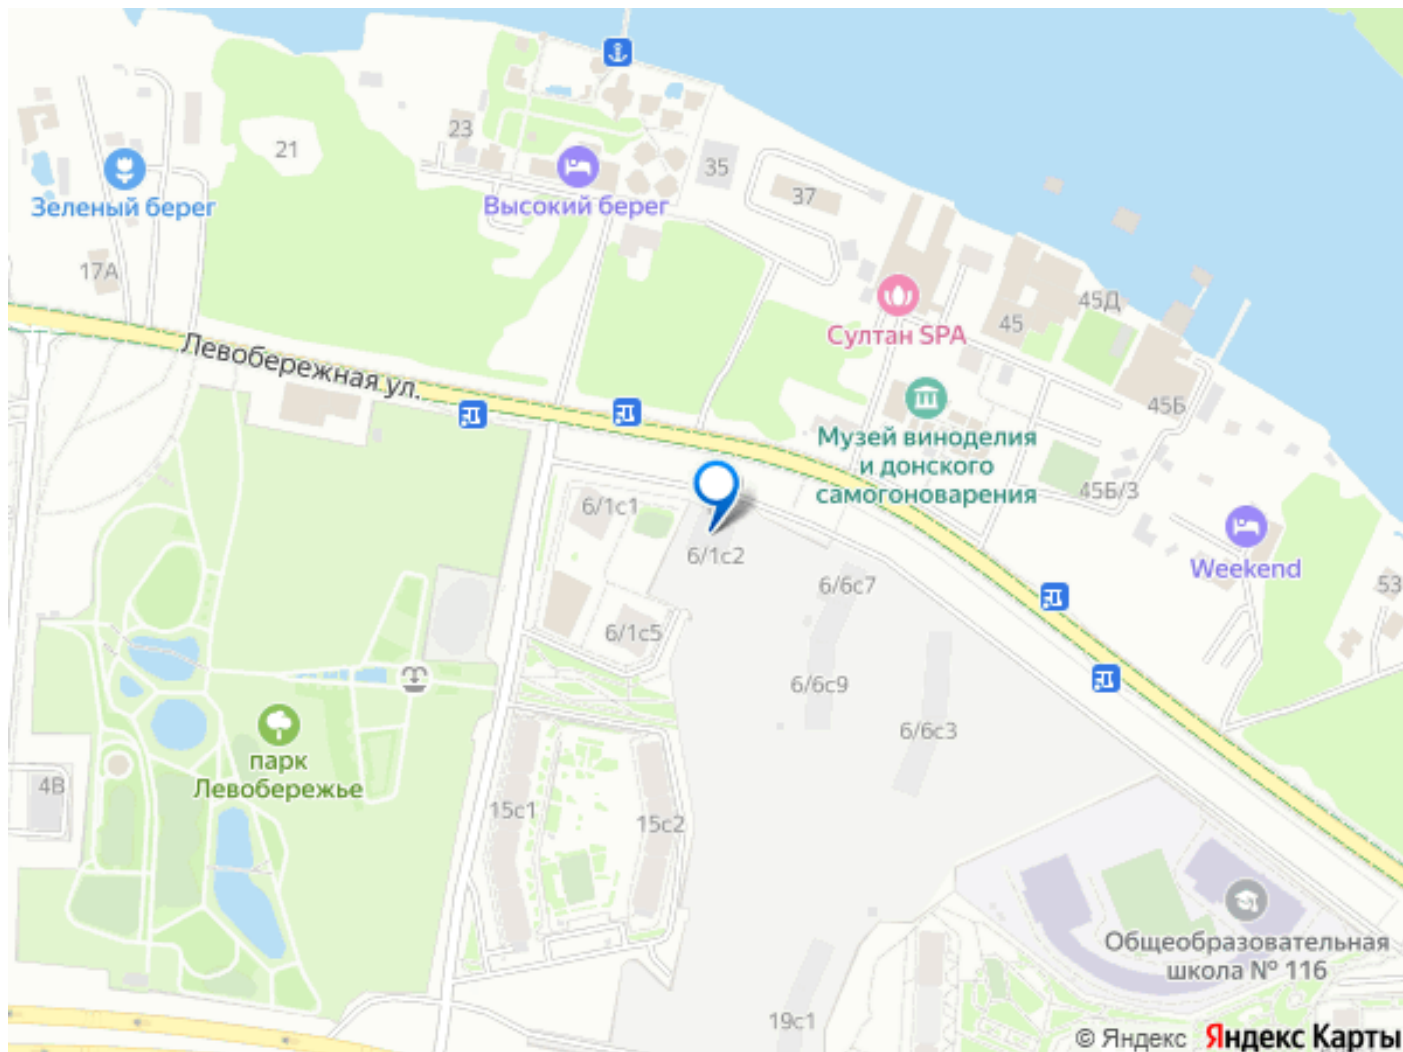 23
21
35
37
Зеленый берег
Высокий берег
17А
45Д
45
Султан SPA
Левобережная ул.
45Б
Музей виноделия
и донского
самогоноварения
45Б/3
6/1с1
6/1с2
Weekend
6/6с7
53
6/1с5
6/6с9
6/6с3
парк
Левобережье
4В
15с1
15с2
Общеобразовательная
школа № 116
19с1
© Яндекс Яндекс Карты